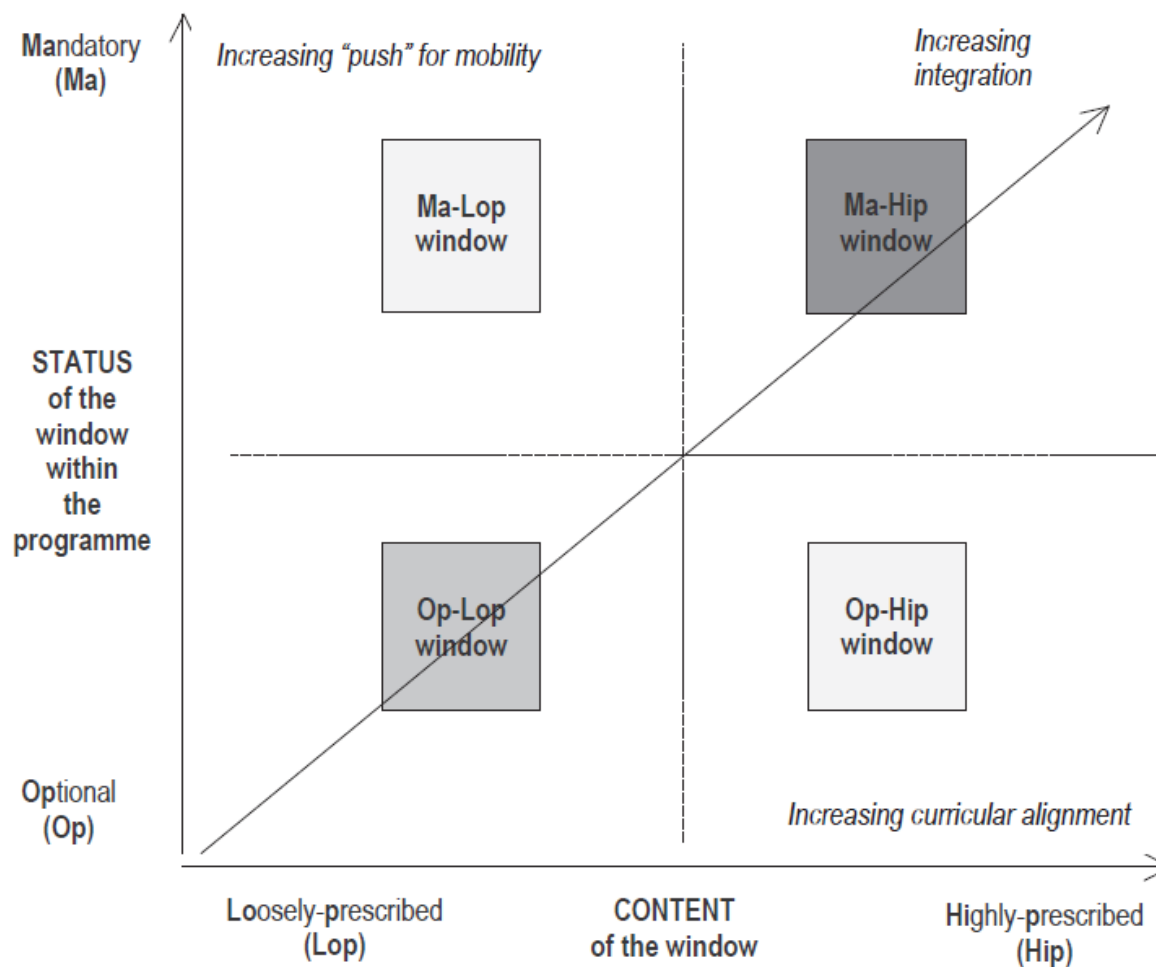 Mandatory
(Ma)
Increasing “push” for mobility
Increasing
integration
Ma-Lop
window
Ma-Hip
window
STATUS
of the
window
within
the
programme
Op-Lop
window
Op-Hip
window
Optional
(Op)
Increasing curricular alignment
Loosely-prescribed
(Lop)
CONTENT
of the window
Highly-prescribed
(Hip)